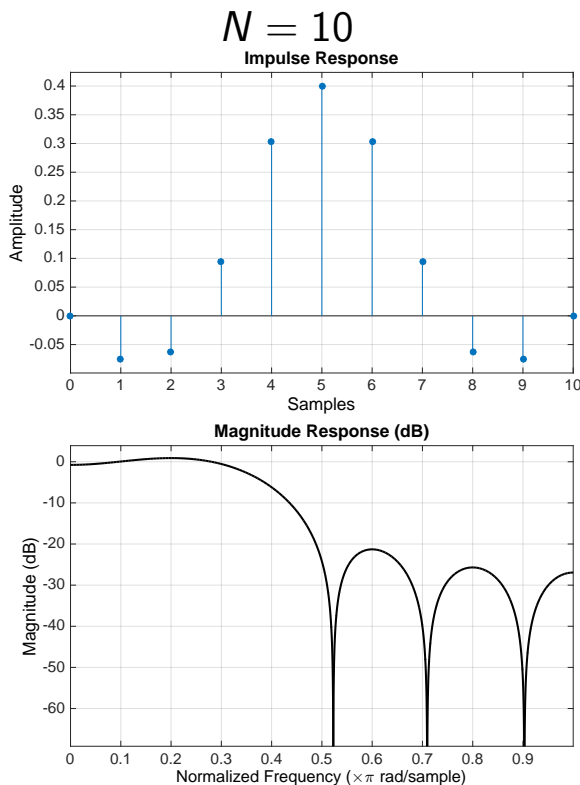 N = 10
Impulse Response
0.4
0.35
0.3
0.25
0.2
0.15
0.1
0.05
0
-0.05
Amplitude
0 1 2 3 4 5 6 7 8 9 10
Samples
Magnitude Response (dB)
0
-10
-20
-30
-40
-50
-60
Magnitude (dB)
0 0.1 0.2 0.3 0.4 0.5 0.6 0.7 0.8 0.9
Normalized Frequency (×π rad/sample)